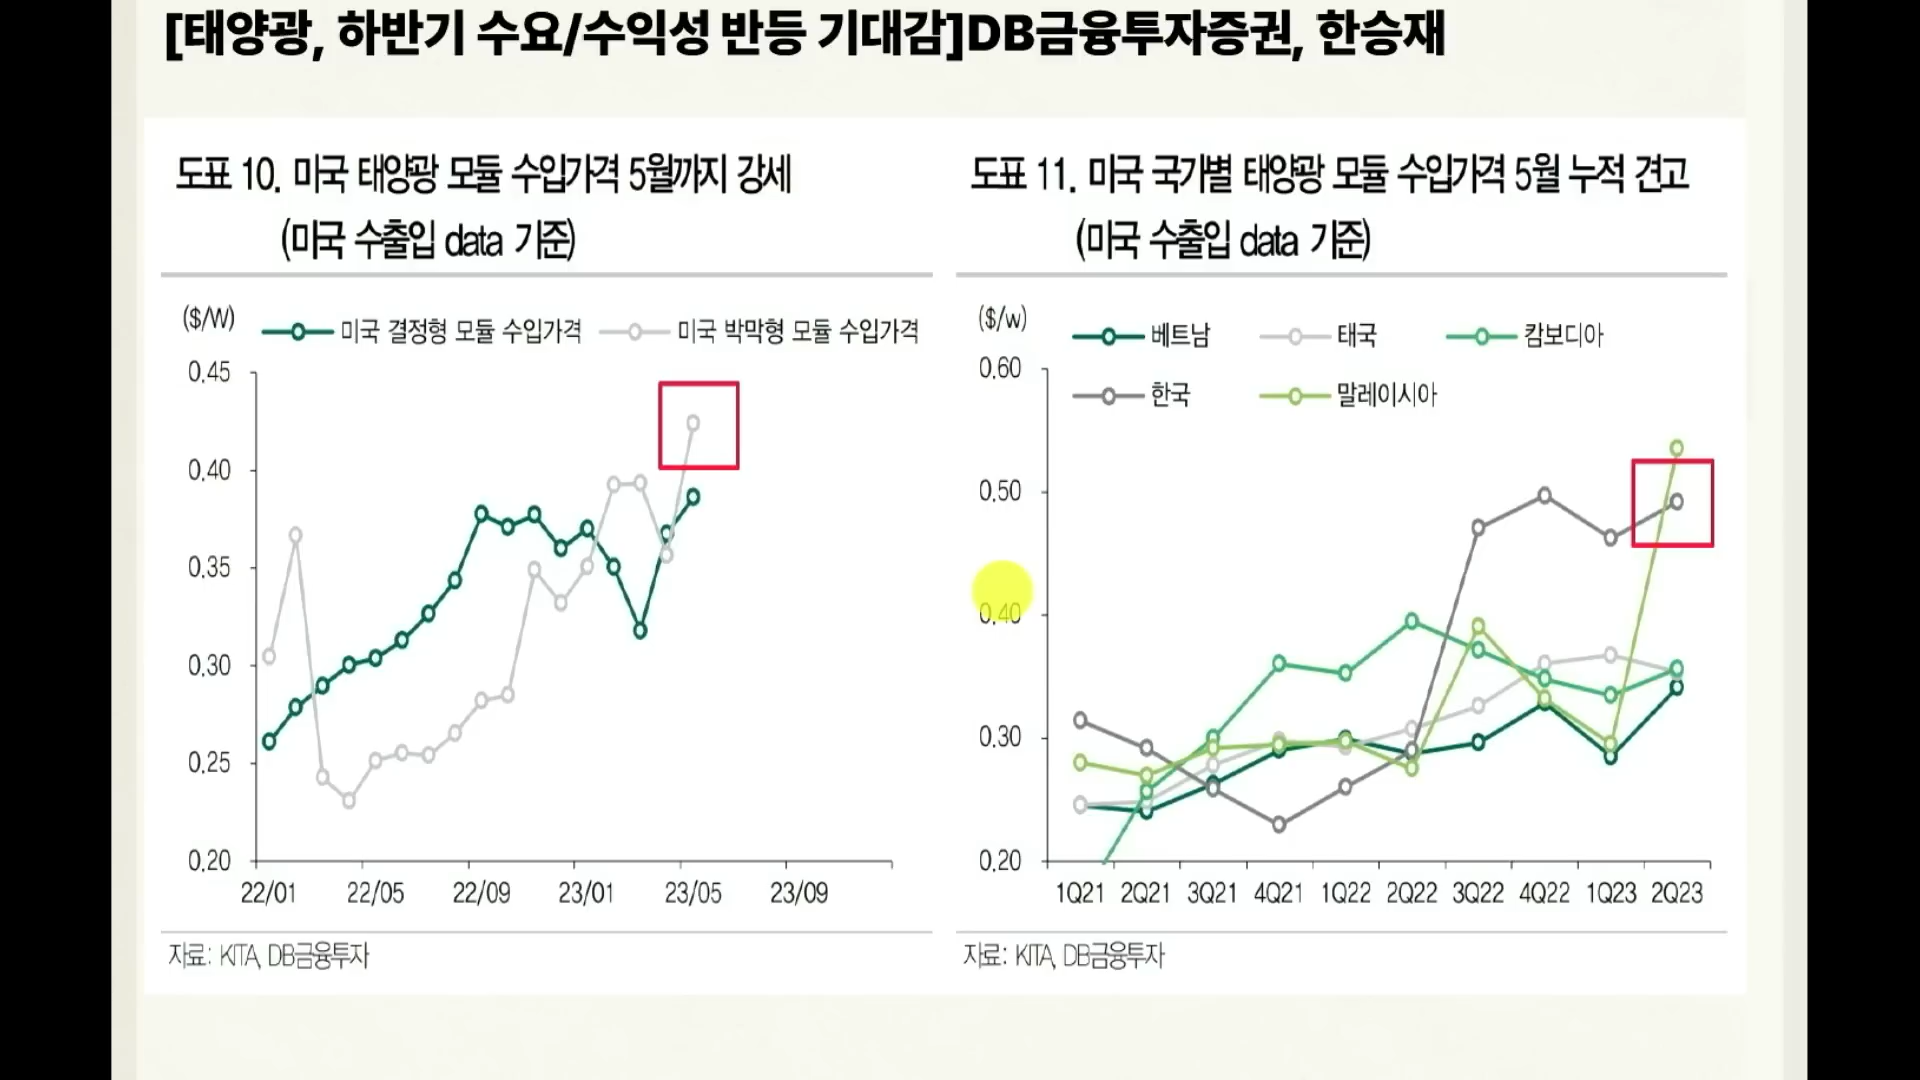 [태양광, 하반기 수요/수익성 반등 기대감]DB금융투자증권, 한승재
도표 10. 미국 태양광 모듈 수입가격 5월까지 강세
(미국 수출입 data 기준)
($/W)
미국 결정형 모듈 수입가격
미국 박막형 모듈 수입가격
0.45
0.40
0.35
0.30
0.25
0.20
22/01 22/05 22/09 23/01 23/05 23/09
자료: KITA, DB금융투자
도표 11. 미국 국가별 태양광 모듈 수입가격 5월 누적 견고
(미국 수출입 data 기준)
($/w)
베트남 태국 캄보디아
한국 말레이시아
0.60
0.50
0.40
0.30
0.20
1Q21 2Q21 3Q21 4Q21 1Q22 2Q22 3Q22 4Q22 1Q23 2Q23
자료: KITA, DB금융투자